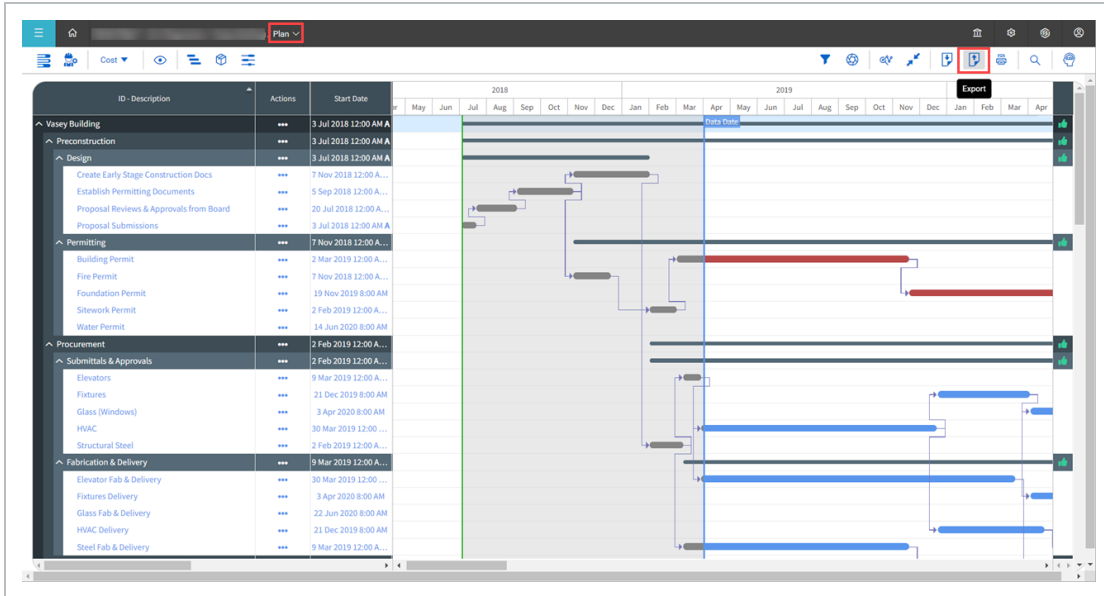 Plan
Cost
Export
ID - Description Actions Start Date
2018 2019
May Jun Jul Aug Sep Oct Nov Dec Jan Feb Mar Apr May Jun Jul Aug Sep Oct Nov Dec Jan Feb Mar Apr
Data Date
Vasey Building ••• 3 Jul 2018 12:00 AM A
Preconstruction ••• 3 Jul 2018 12:00 AM A
Design ••• 3 Jul 2018 12:00 AM A
Create Early Stage Construction Docs ••• 7 Nov 2018 12:00 A...
Establish Permitting Documents ••• 5 Sep 2018 12:00 A...
Proposal Reviews & Approvals from Board ••• 20 Jul 2018 12:00 A...
Proposal Submissions ••• 3 Jul 2018 12:00 AM A
Permitting ••• 7 Nov 2018 12:00 A...
Building Permit ••• 2 Mar 2019 12:00 A...
Fire Permit ••• 7 Nov 2018 12:00 A...
Foundation Permit ••• 19 Nov 2019 8:00 AM
Sitework Permit ••• 2 Feb 2019 12:00 A...
Water Permit ••• 14 Jun 2020 8:00 AM
Procurement ••• 2 Feb 2019 12:00 A...
Submittals & Approvals ••• 2 Feb 2019 12:00 A...
Elevators ••• 9 Mar 2019 12:00 A...
Fixtures ••• 21 Dec 2019 8:00 AM
Glass (Windows) ••• 3 Apr 2020 8:00 AM
HVAC ••• 30 Mar 2019 12:00 ...
Structural Steel ••• 2 Feb 2019 12:00 A...
Fabrication & Delivery ••• 9 Mar 2019 12:00 A...
Elevator Fab & Delivery ••• 30 Mar 2019 12:00 ...
Fixtures Delivery ••• 3 Apr 2020 8:00 AM
Glass Fab & Delivery ••• 22 Jun 2020 8:00 AM
HVAC Delivery ••• 21 Dec 2019 8:00 AM
Steel Fab & Delivery ••• 9 Mar 2019 12:00 A...